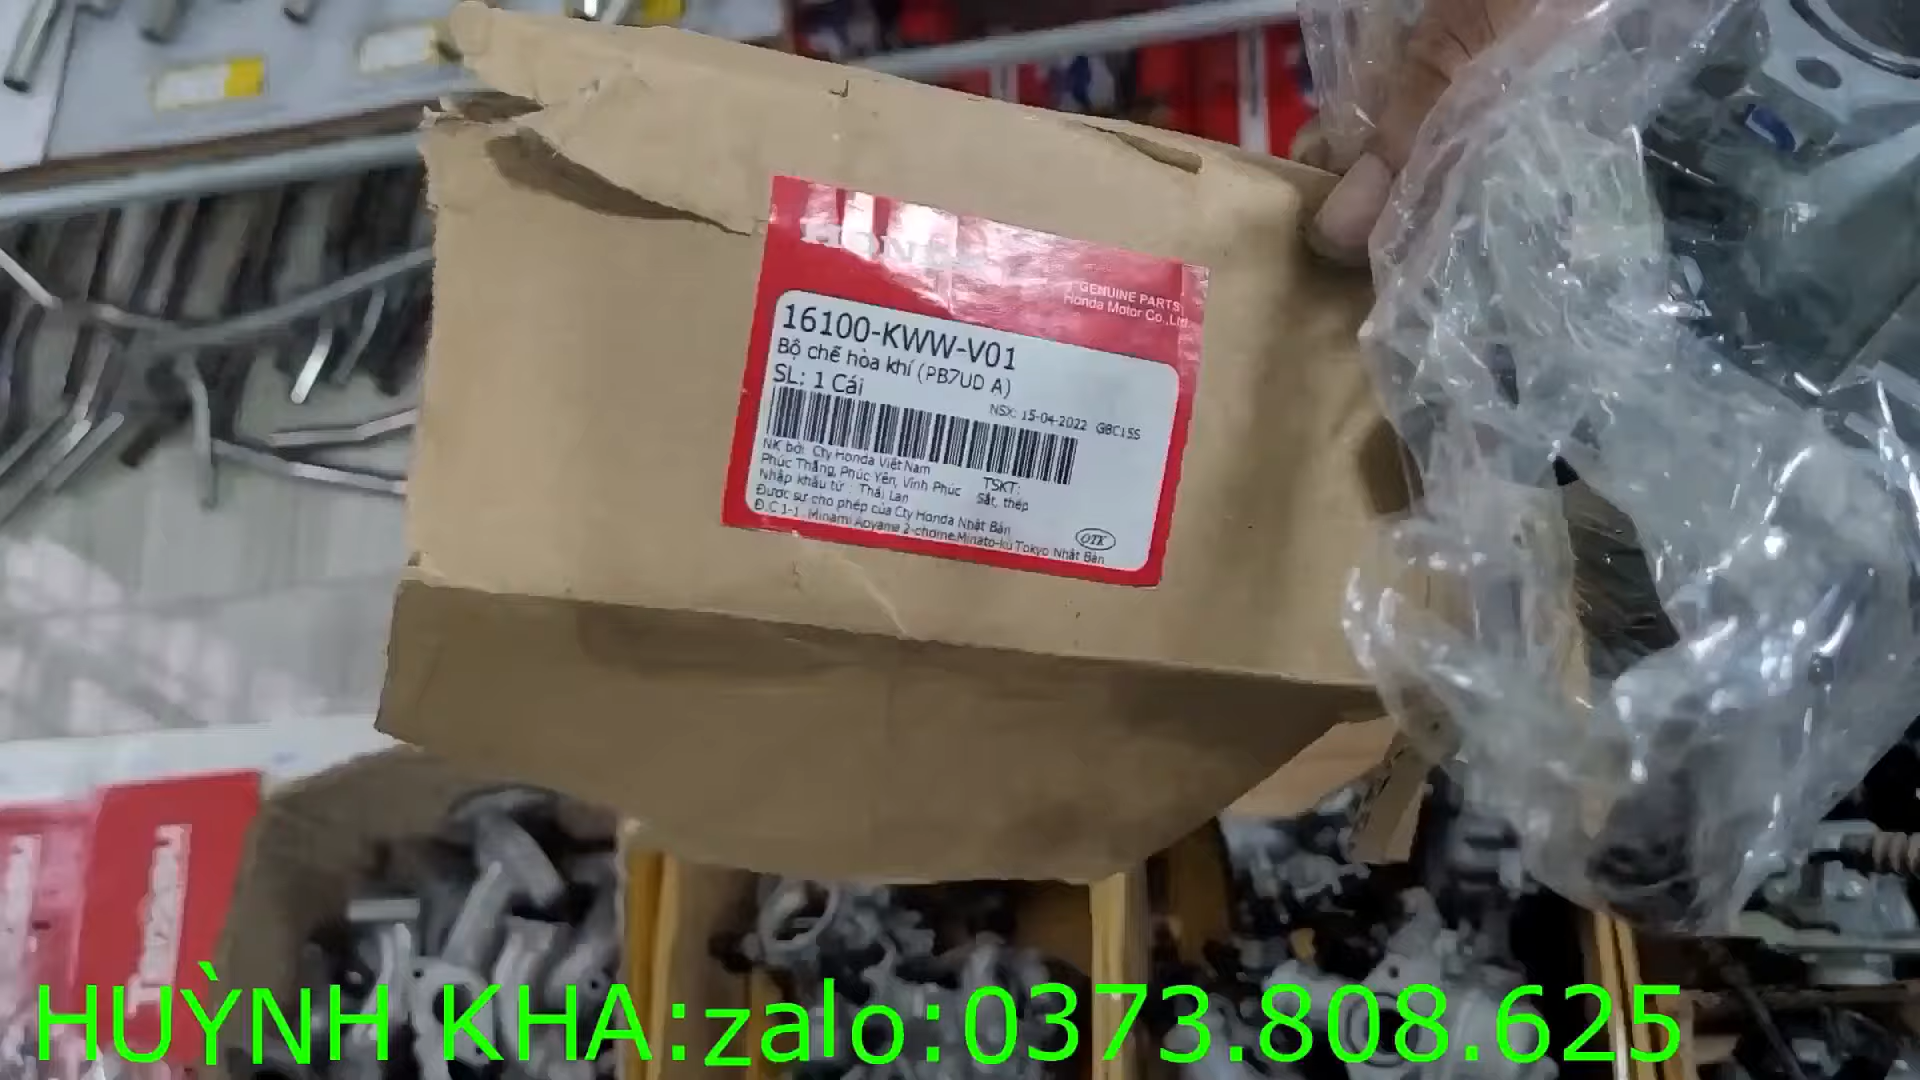 HONDA
GENUINE PARTS
Honda Motor Co.,Ltd.
16100-KWW-V01
Bộ chế hòa khí (PB7UD A)
SL: 1 Cái
NSX: 15-04-2022 GBC15S
NK bởi: Cty Honda Việt Nam
Phúc Thắng, Phúc Yên, Vĩnh Phúc
TSKT:
Nhập khẩu từ : Thái Lan
Sắt, thép
Được sự cho phép của Cty Honda Nhật Bản
Đ.C 1-1, Minami Aoyama 2-chome,Minato-ku Tokyo Nhật Bản
OTK
HUỲNH KHA:zalo:0373.808.625